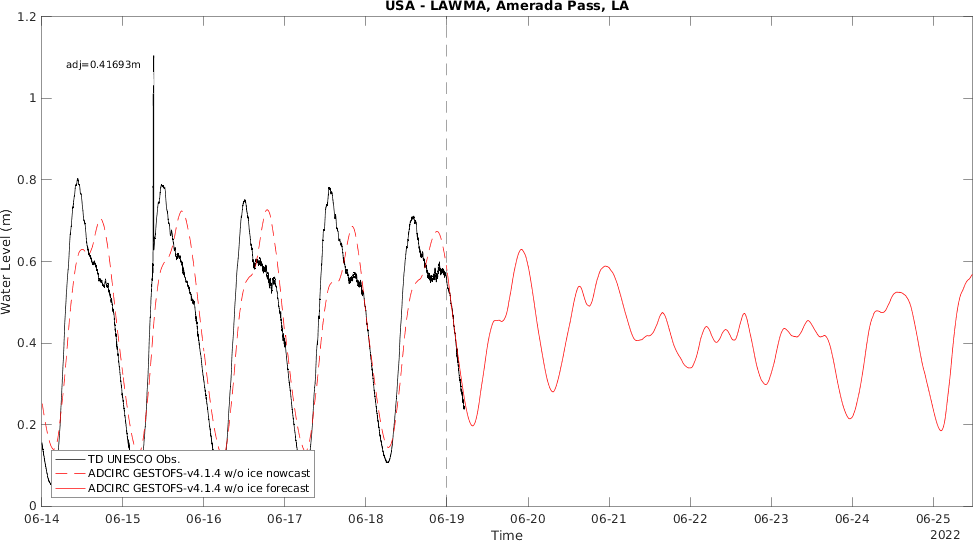 USA - LAWMA, Amerada Pass, LA
1.2
adj=0.41693m
1
0.8
0.6
0.4
0.2
0
Water Level (m)
TD UNESCO Obs.
ADCIRC GESTOFS-v4.1.4 w/o ice nowcast
ADCIRC GESTOFS-v4.1.4 w/o ice forecast
06-14 06-15 06-16 06-17 06-18 06-19 06-20 06-21 06-22 06-23 06-24 06-25
Time
2022